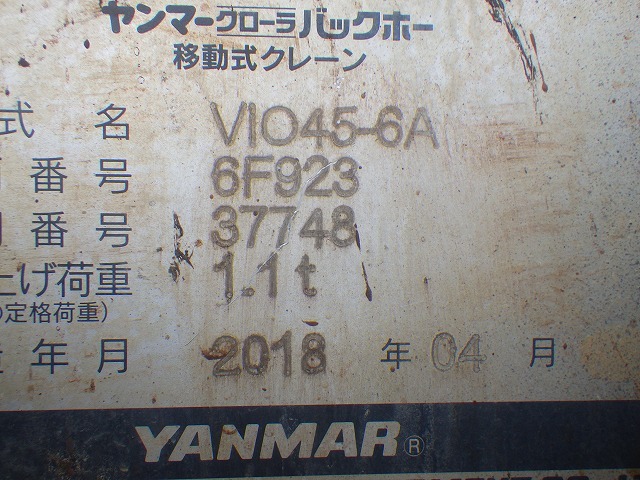 ヤンマークローラバックホー
移動式クレーン
式 名 VIO45-6A
番号 6F923
番号 37748
上げ荷重 1.1t
定格荷重)
年月 2018 年 04 月
YANMAR®